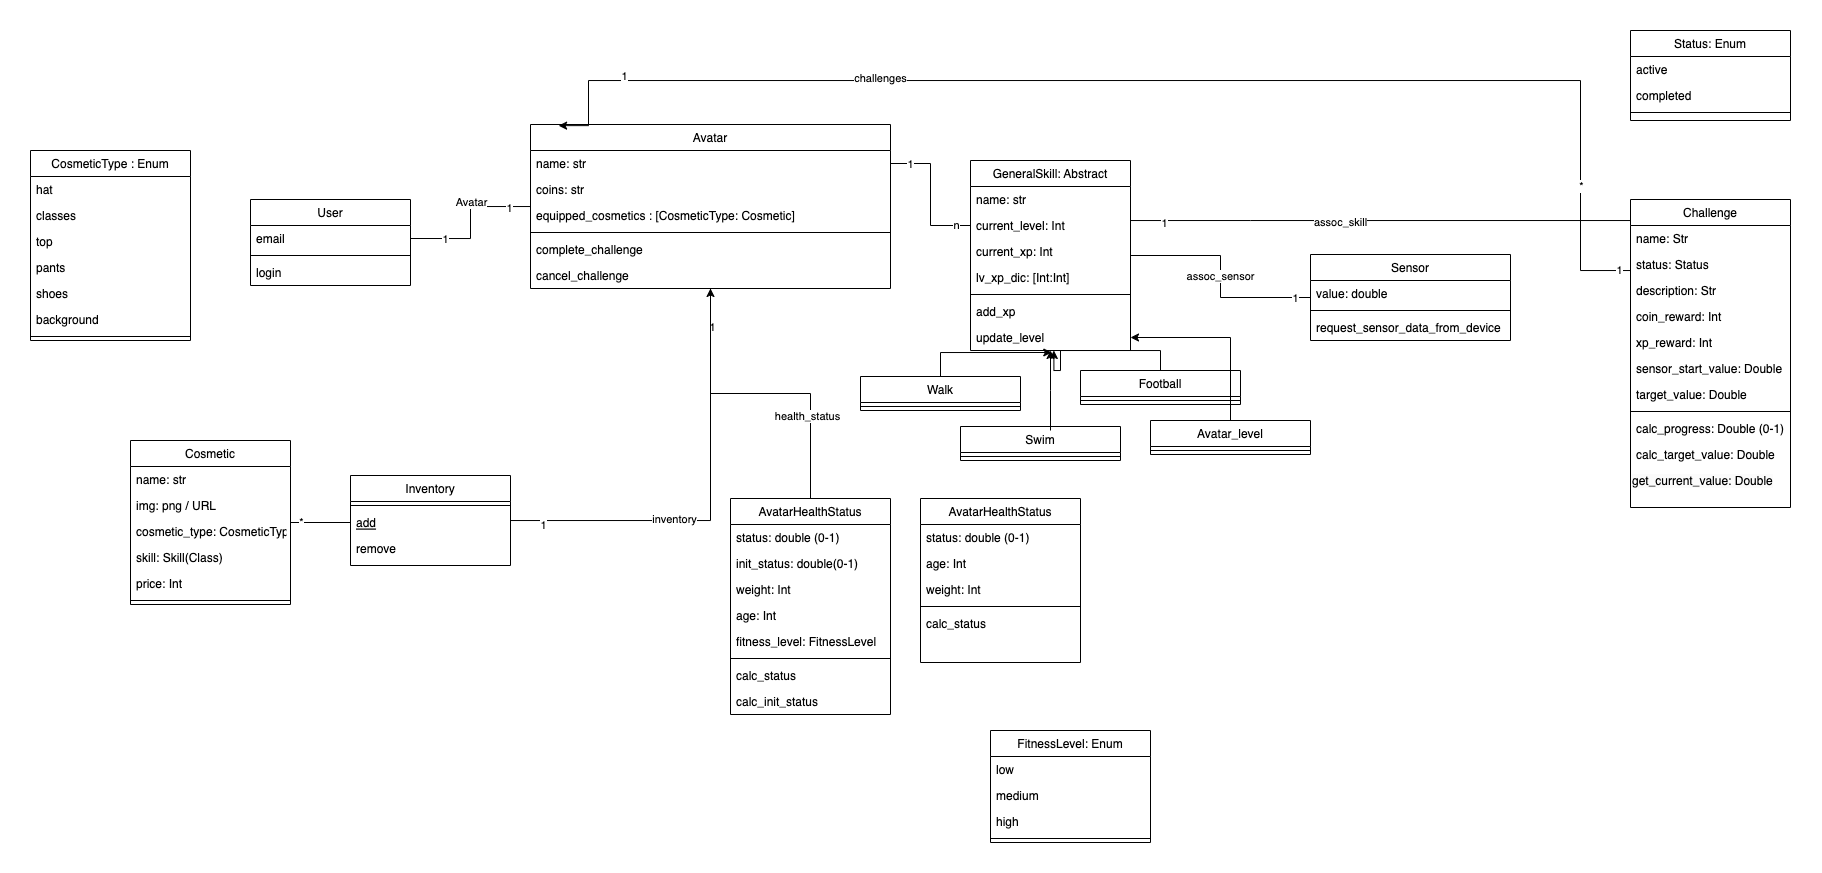 Status: Enum
active
completed
1
challenges
*
1
CosmeticType : Enum
hat
classes
top
pants
shoes
background
User
email
login
Avatar
1
1
Avatar
name: str
coins: str
equipped_cosmetics : [CosmeticType: Cosmetic]
complete_challenge
cancel_challenge
1
n
GeneralSkill: Abstract
name: str
current_level: Int
current_xp: Int
lv_xp_dic: [Int:Int]
add_xp
update_level
1
assoc_skill
assoc_sensor
1
Sensor
value: double
request_sensor_data_from_device
Challenge
name: Str
status: Status
description: Str
coin_reward: Int
xp_reward: Int
sensor_start_value: Double
target_value: Double
calc_progress: Double (0-1)
calc_target_value: Double
get_current_value: Double
Walk
Football
Swim
Avatar_level
1
health_status
Cosmetic
name: str
img: png / URL
cosmetic_type: CosmeticTyp
skill: Skill(Class)
price: Int
*
Inventory
add
remove
1
inventory
AvatarHealthStatus
status: double (0-1)
init_status: double(0-1)
weight: Int
age: Int
fitness_level: FitnessLevel
calc_status
calc_init_status
AvatarHealthStatus
status: double (0-1)
age: Int
weight: Int
calc_status
FitnessLevel: Enum
low
medium
high